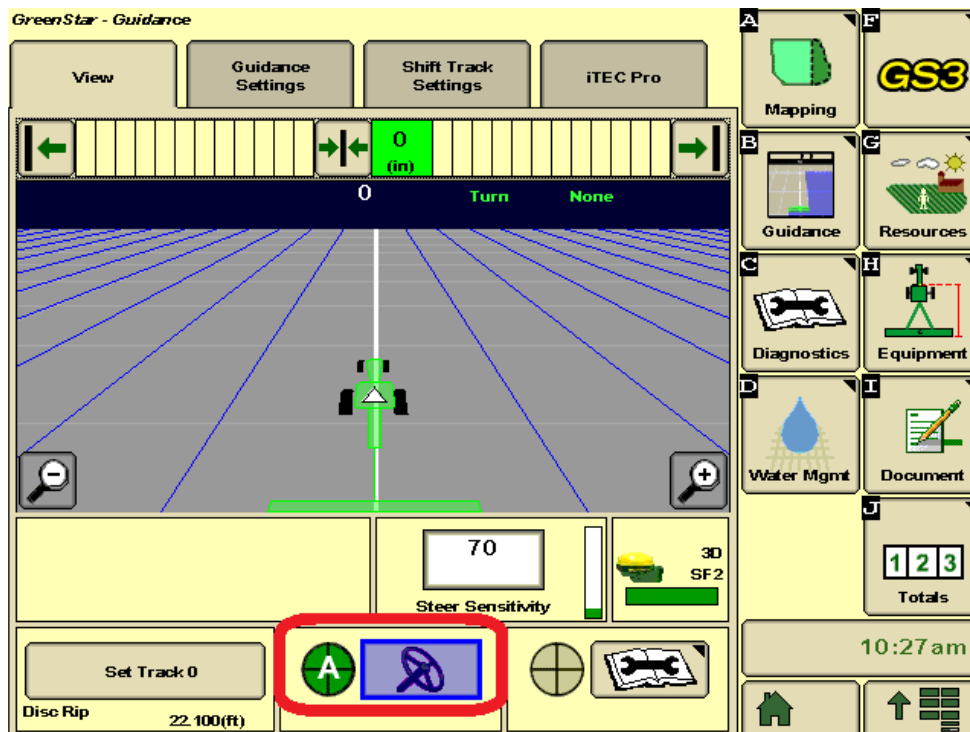 GreenStar - Guidance
View
Guidance
Settings
Shift Track
Settings
iTEC Pro
0
(in)
0
Turn
None
70
Steer Sensitivity
3D
SF2
Set Track 0
Disc Rip
22.100(ft)
A
A
Mapping
F
GS3
B
Guidance
G
Resources
C
Diagnostics
H
Equipment
D
Water Mgmt
I
Document
J
1 2 3
Totals
10:27am